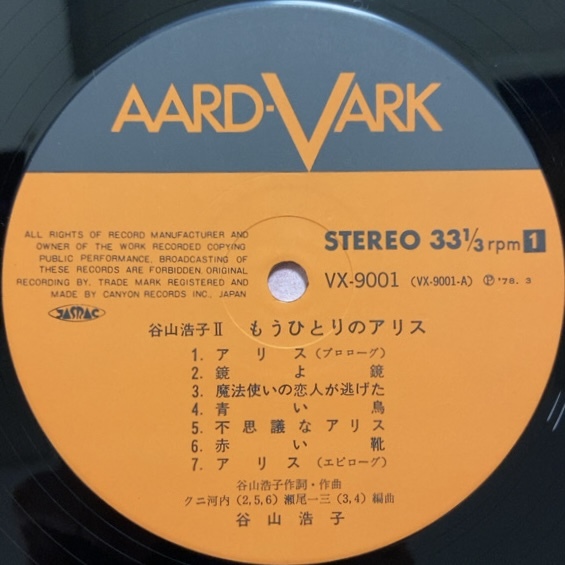 AARD-VARK
ALL RIGHTS OF RECORD MANUFACTURER AND
OWNER OF THE WORK RECORDED COPYING
PUBLIC PERFORMANCE, BROADCASTING OF
THESE RECORDS ARE FORBIDDEN ORIGINAL
RECORDING BY. TRADE MARK REGISTERED AND
MADE BY CANYON RECORDS INC., JAPAN
JASRAC
STEREO 33 1/3 rpm 1
VX-9001 (VX-9001-A) Ⓟ '78. 3
谷山浩子II もうひとりのアリス
1. アリス (プロローグ)
2. 鏡よ鏡
3. 魔法使いの恋人が逃げた
4. 青い鳥
5. 不思議なアリス
6. 赤い靴
7. アリス (エピローグ)
谷山浩子作詞・作曲
クニ河内 (2,5,6) 瀬尾一三 (3,4) 編曲
谷山浩子